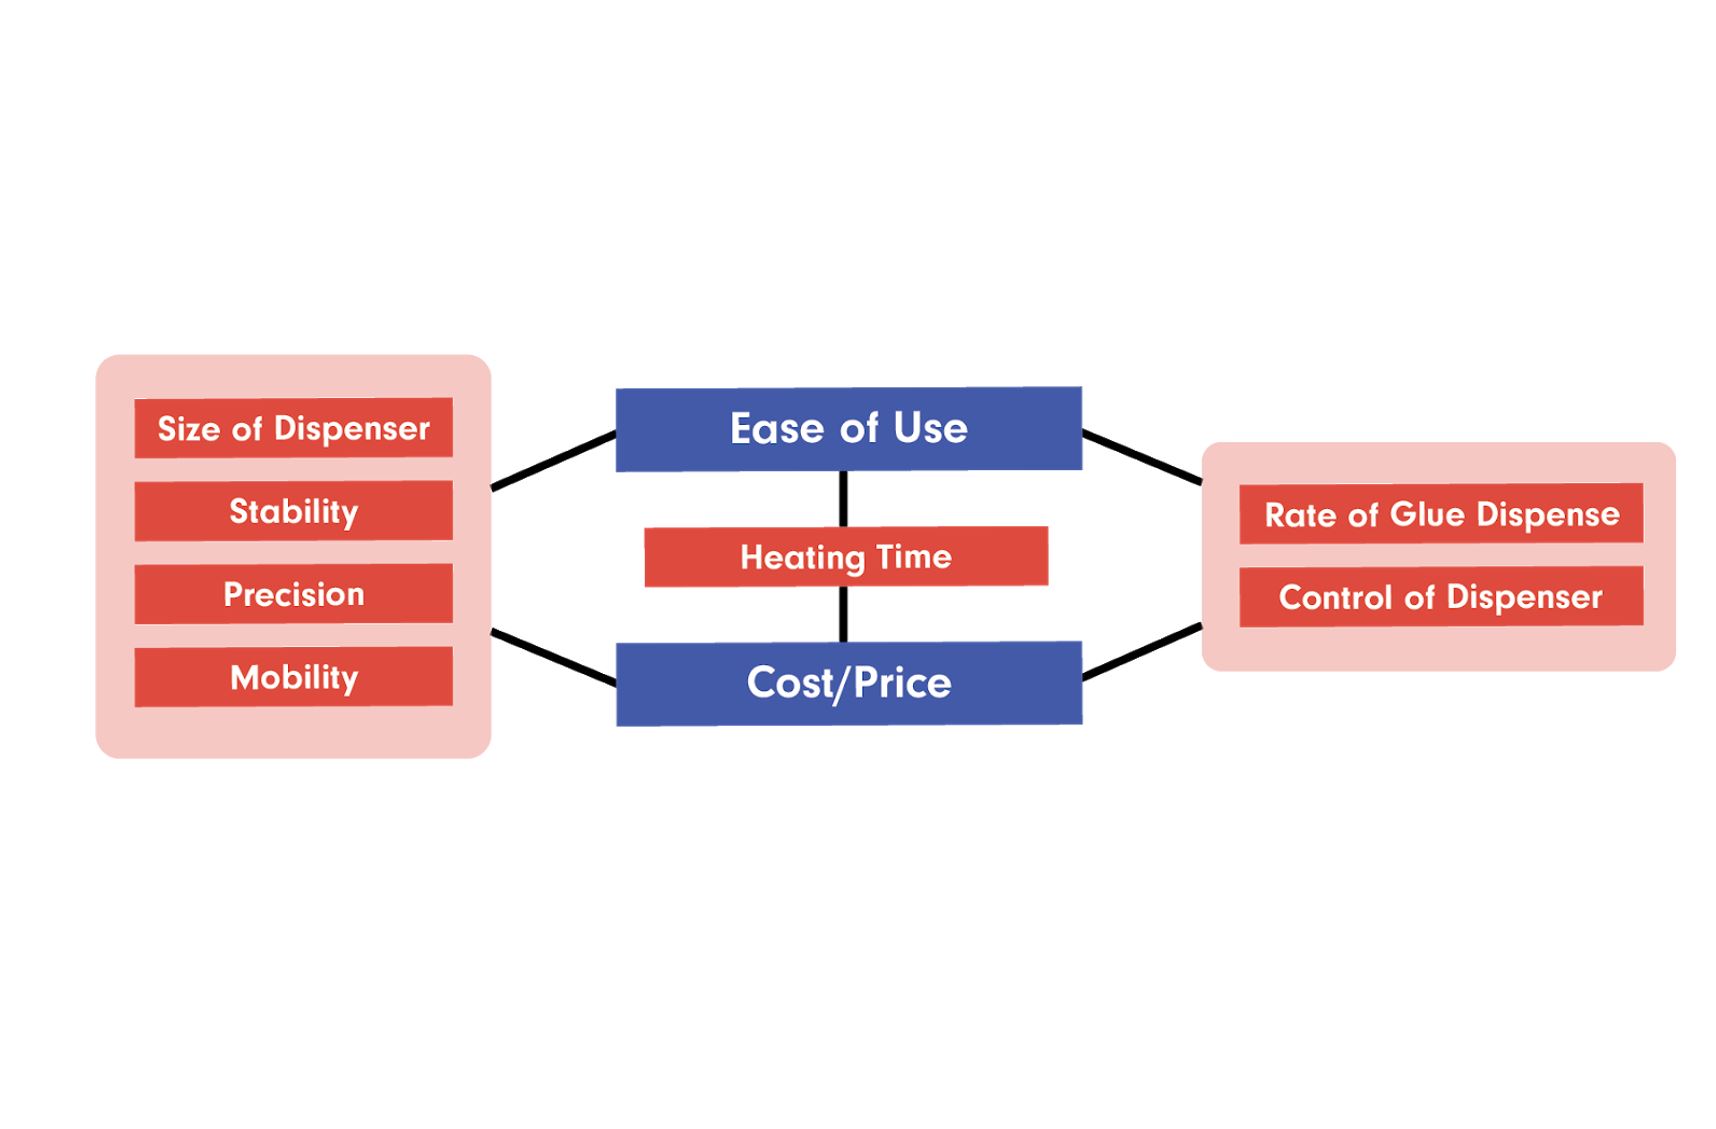 Size of Dispenser
Stability
Precision
Mobility
Ease of Use
Heating Time
Cost/Price
Rate of Glue Dispense
Control of Dispenser